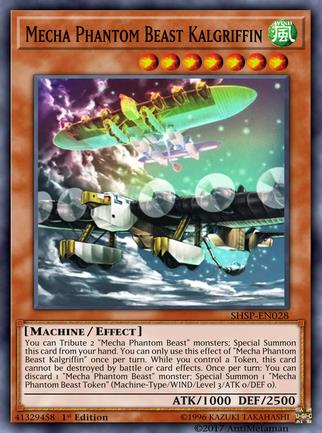 Mecha Phantom Beast Kalgriffin
WIND
風
SHSP-EN028
[Machine / Effect]
You can Tribute 2 "Mecha Phantom Beast" monsters; Special Summon
this card from your hand. You can only use this effect of "Mecha
Phantom Beast Kalgriffin" once per turn. While you control a Token, this card
cannot be destroyed by battle or card effects. Once per turn: You can
discard 1 "Mecha Phantom Beast" monster; Special Summon 1 "Mecha
Phantom Beast Token" (Machine-Type/WIND/Level 3/ATK 0/DEF 0).
ATK/1000 DEF/2500
41329458 1st Edition ©1996 KAZUKI TAKAHASHI
©2017 AntiMetaman